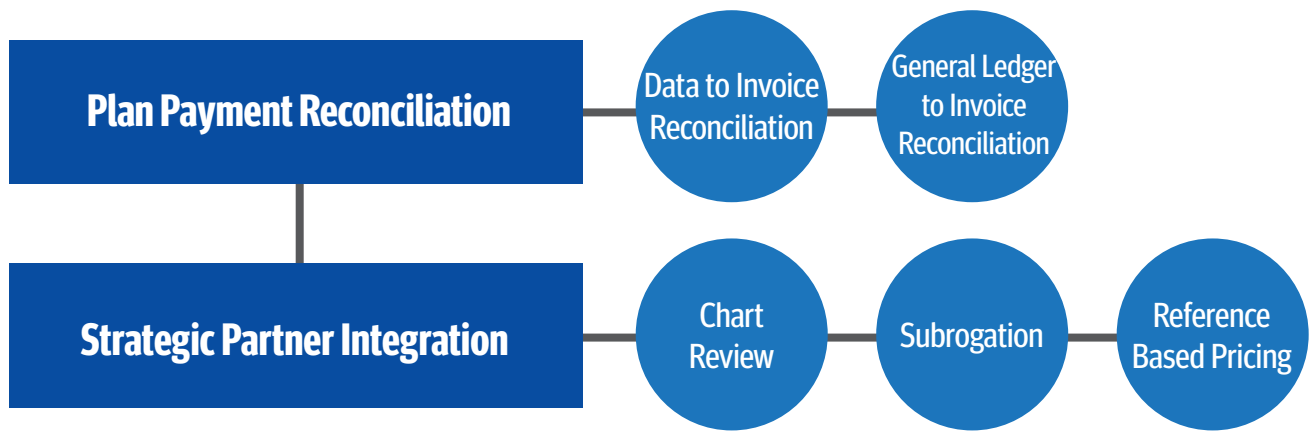 Plan Payment Reconciliation
Data to Invoice
Reconciliation
General Ledger
to Invoice
Reconciliation
Strategic Partner Integration
Chart
Review
Subrogation
Reference
Based Pricing